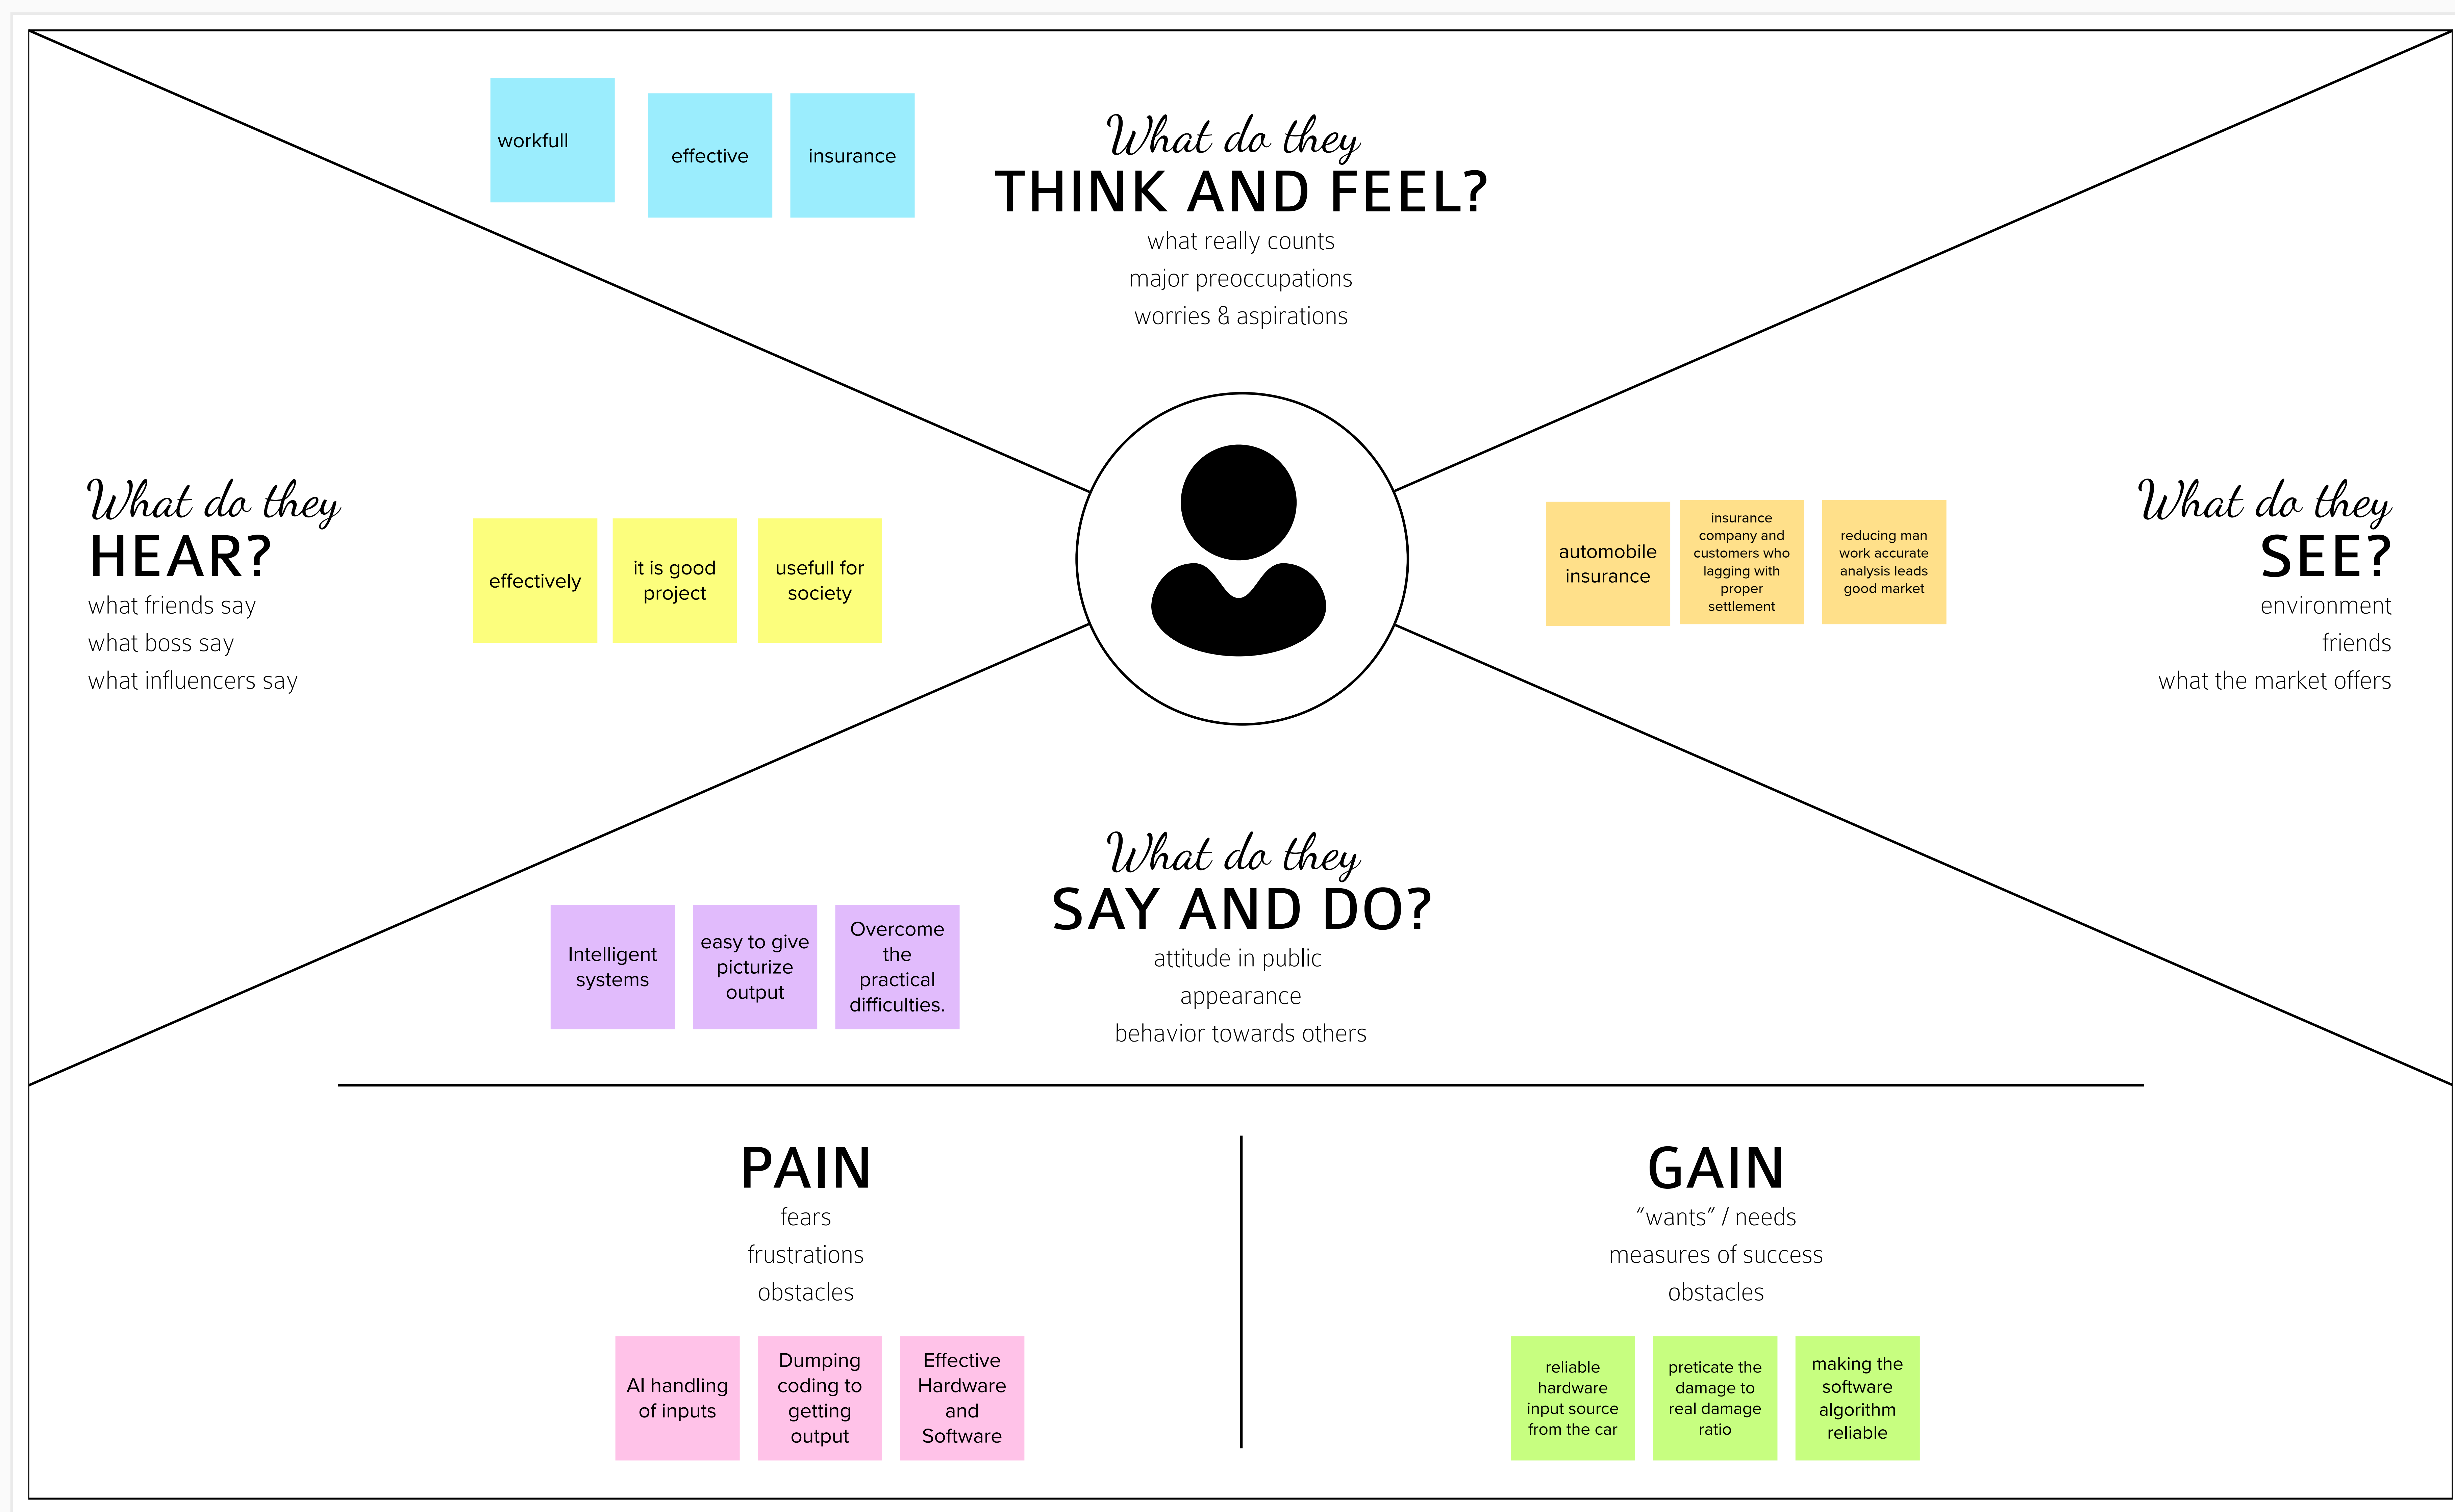 workfull
effective
insurance
What do they
THINK AND FEEL?
what really counts
major preoccupations
worries & aspirations
What do they
HEAR?
what friends say
what boss say
what influencers say
effectively
it is good
project
usefull for
society
automobile
insurance
insurance
company and
customers who
lagging with
proper
settlement
reducing man
work accurate
analysis leads
good market
What do they
SEE?
environment
friends
what the market offers
What do they
SAY AND DO?
attitude in public
appearance
behavior towards others
Intelligent
systems
easy to give
picturize
output
Overcome
the
practical
difficulties.
PAIN
fears
frustrations
obstacles
AI handling
of inputs
Dumping
coding to
getting
output
Effective
Hardware
and
Software
GAIN
“wants” / needs
measures of success
obstacles
reliable
hardware
input source
from the car
preticate the
damage to
real damage
ratio
making the
software
algorithm
reliable